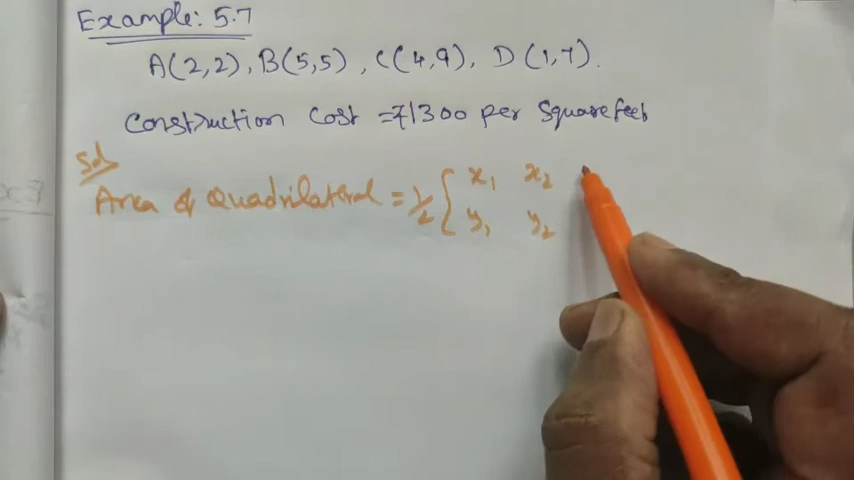 Example: 5.7
A(2,2), B(5,5), C(4,9), D(1,7).
Construction Cost = ₹1300 per Square feet
Sol
Area of Quadrilateral = 1/2 { x₁ x₂
y₁ y₂